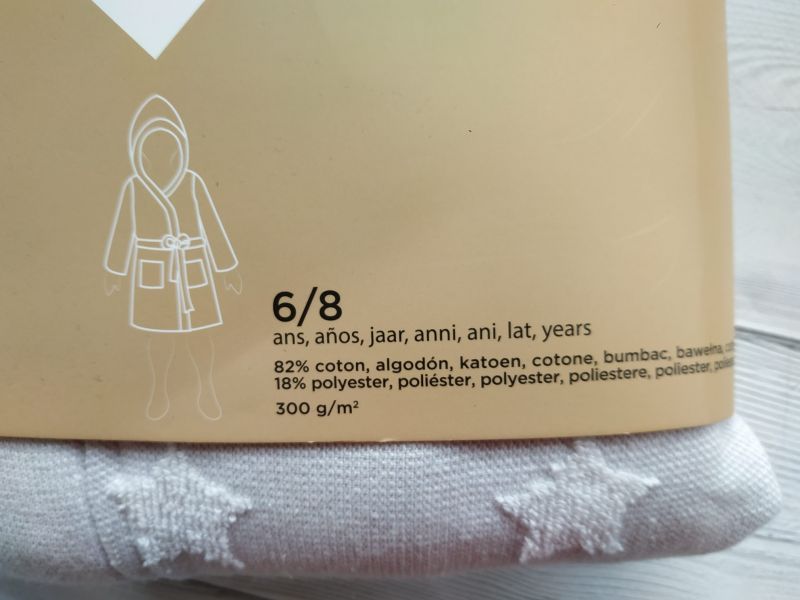 6/8
ans, años, jaar, anni, ani, lat, years
82% coton, algodón, katoen, cotone, bumbac, bawełna,
18% polyester, poliéster, polyester, poliestere, poliester,
300 g/m²